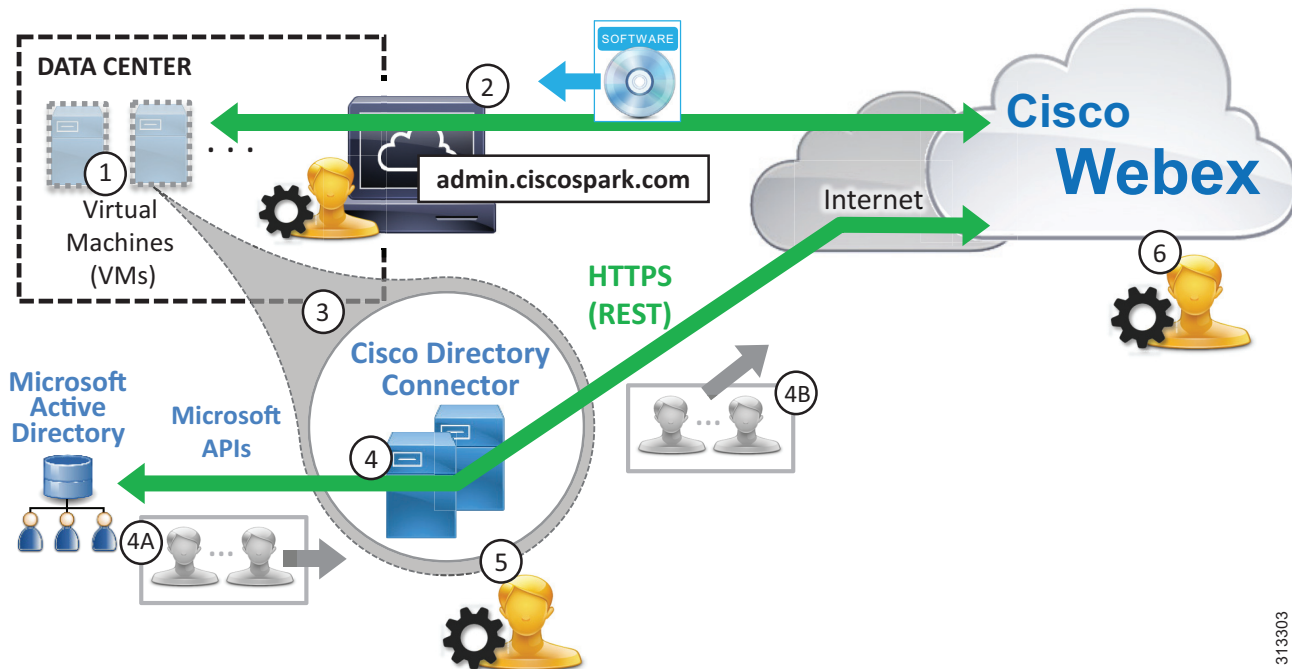 SOFTWARE
DATA CENTER
2
Cisco
Webex
. . .
1
admin.ciscospark.com
Virtual
Machines
(VMs)
Internet
6
HTTPS
(REST)
3
Cisco Directory
Connector
Microsoft
Active
Directory
Microsoft
APIs
4B
...
4
4A
...
5
313303